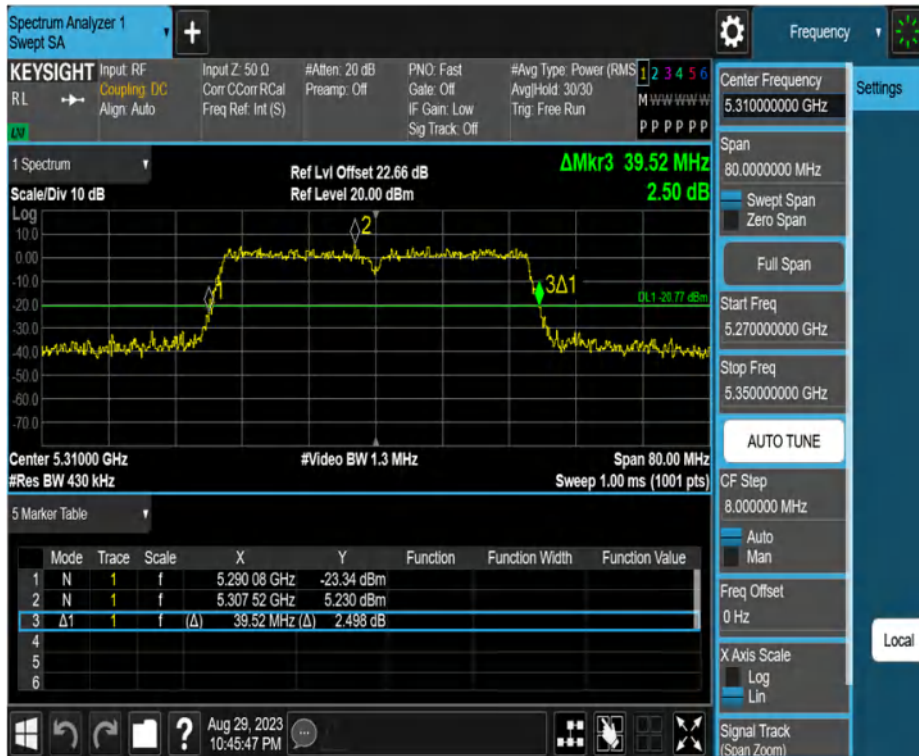 Spectrum Analyzer 1
Swept SA
+
Frequency
KEYSIGHT Input: RF Input Z: 50 Ω #Atten: 20 dB PNO: Fast #Avg Type: Power (RMS 1 2 3 4 5 6
RL Coupling: DC Corr CCorr RCal Preamp: Off Gate: Off Avg|Hold: 30/30 M W W W W W
Align: Auto Freq Ref: Int (S) IF Gain: Low Trig: Free Run
Sig Track: Off P P P P P P
1 Spectrum
Ref Lvl Offset 22.66 dB ΔMkr3 39.52 MHz
Scale/Div 10 dB Ref Level 20.00 dBm 2.50 dB
Log
10.0
0.00
-10.0
-20.0
-30.0
-40.0
-50.0
-60.0
-70.0
2
3Δ1
DL1 -20.77 dBm
Center 5.31000 GHz #Video BW 1.3 MHz Span 80.00 MHz
#Res BW 430 kHz Sweep 1.00 ms (1001 pts)
5 Marker Table
Mode Trace Scale X Y Function Function Width Function Value
1 N 1 f 5.290 08 GHz -23.34 dBm
2 N 1 f 5.307 52 GHz 5.230 dBm
3 Δ1 1 f (Δ) 39.52 MHz (Δ) 2.498 dB
4
5
6
Aug 29, 2023
10:45:47 PM
Center Frequency
5.310000000 GHz
Span
80.0000000 MHz
Swept Span
Zero Span
Full Span
Start Freq
5.270000000 GHz
Stop Freq
5.350000000 GHz
AUTO TUNE
CF Step
8.000000 MHz
Auto
Man
Freq Offset
0 Hz
X Axis Scale
Log
Lin
Signal Track
(Span Zoom)
Settings
Local